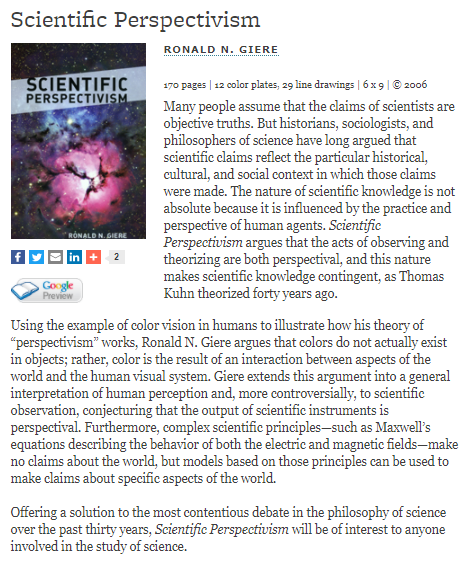 Scientific Perspectivism
RONALD N. GIERE
SCIENTIFIC
PERSPECTIVISM
RONALD N. GIERE
170 pages | 12 color plates, 29 line drawings | 6 x 9 | © 2006
Many people assume that the claims of scientists are
objective truths. But historians, sociologists, and
philosophers of science have long argued that
scientific claims reflect the particular historical,
cultural, and social context in which those claims
were made. The nature of scientific knowledge is not
absolute because it is influenced by the practice and
perspective of human agents. Scientific
Perspectivism argues that the acts of observing and
theorizing are both perspectival, and this nature
makes scientific knowledge contingent, as Thomas
Kuhn theorized forty years ago.
f
in
+
2
Google
Preview
Using the example of color vision in humans to illustrate how his theory of
“perspectivism” works, Ronald N. Giere argues that colors do not actually exist
in objects; rather, color is the result of an interaction between aspects of the
world and the human visual system. Giere extends this argument into a general
interpretation of human perception and, more controversially, to scientific
observation, conjecturing that the output of scientific instruments is
perspectival. Furthermore, complex scientific principles—such as Maxwell’s
equations describing the behavior of both the electric and magnetic fields—make
no claims about the world, but models based on those principles can be used to
make claims about specific aspects of the world.
Offering a solution to the most contentious debate in the philosophy of science
over the past thirty years, Scientific Perspectivism will be of interest to anyone
involved in the study of science.